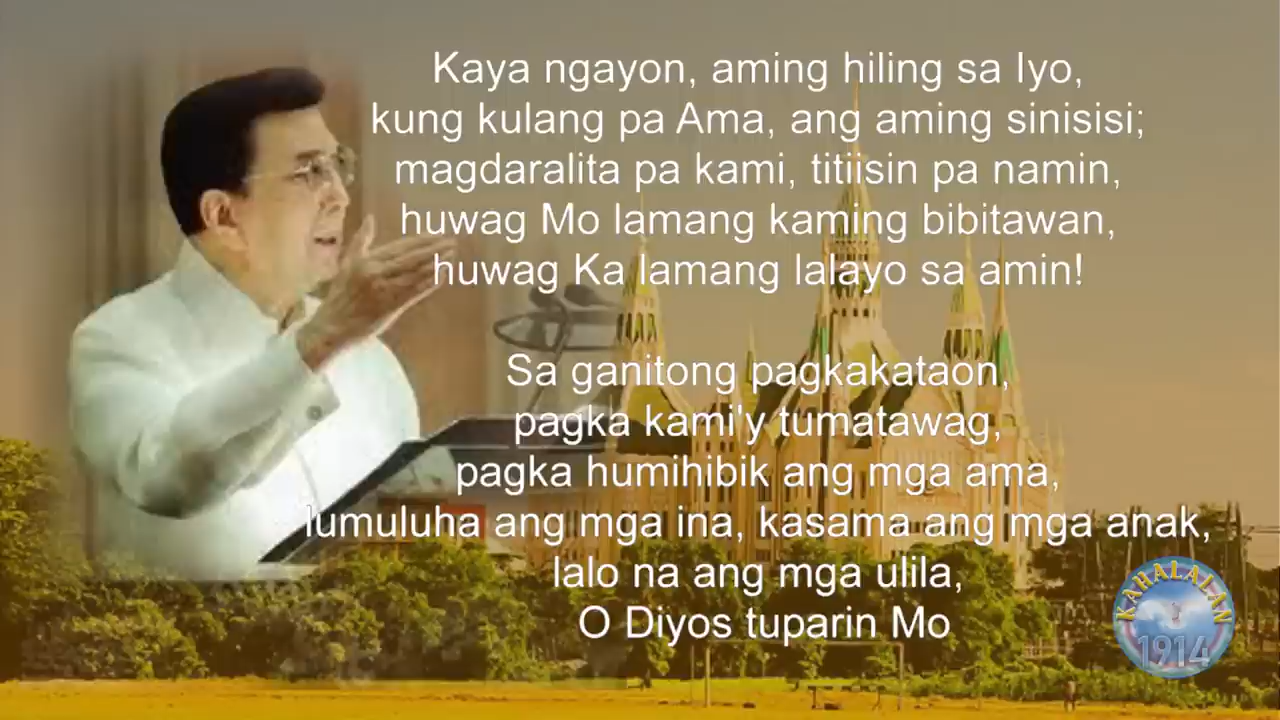 Kaya ngayon, aming hiling sa Iyo,
kung kulang pa Ama, ang aming sinisisi;
magdaralita pa kami, titiisin pa namin,
huwag Mo lamang kaming bibitawan,
huwag Ka lamang lalayo sa amin!
Sa ganitong pagkakataon,
pagka kami'y tumatawag,
pagka humihibik ang mga ama,
lumuluha ang mga ina, kasama ang mga anak,
lalo na ang mga ulila,
O Diyos tuparin Mo
KAHALALAN
1914